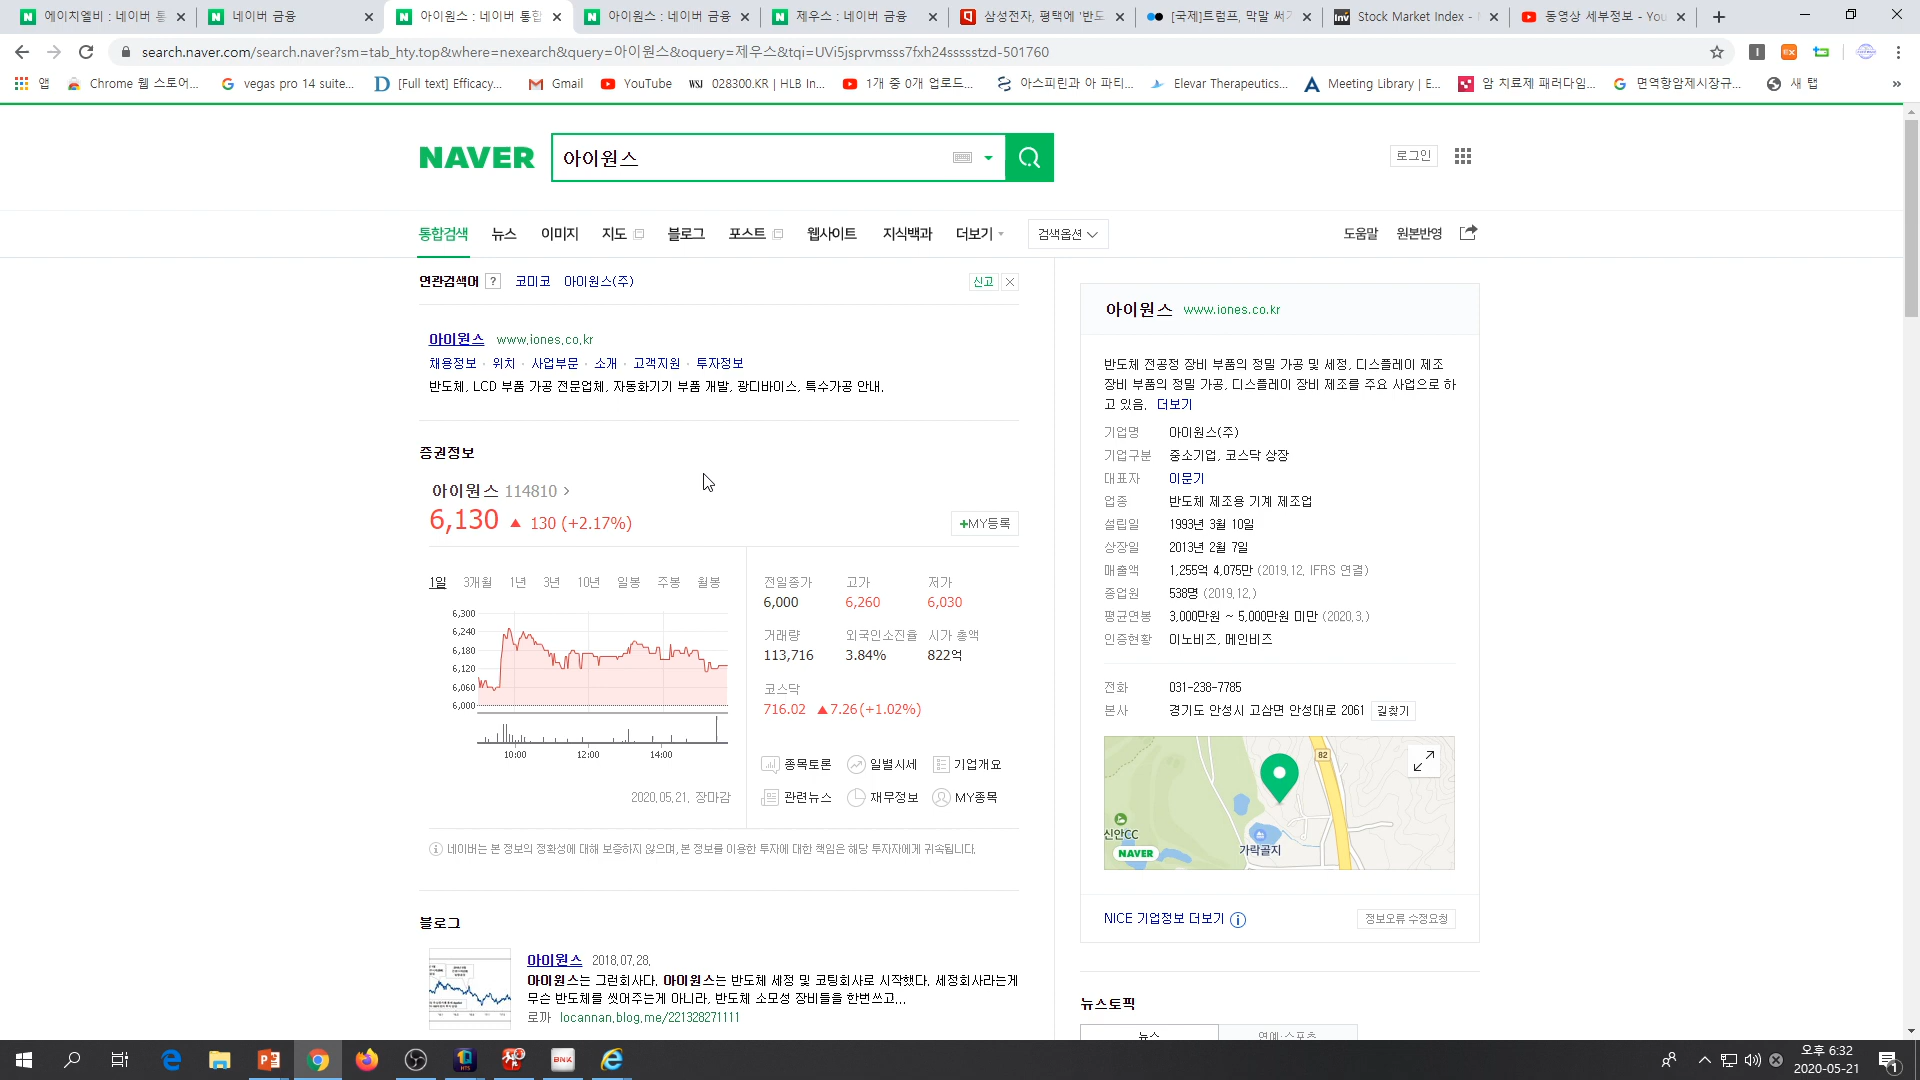 에이치엘비 : 네이버 통
네이버 금융
아이원스 : 네이버 통합
아이원스 : 네이버 금융
제우스 : 네이버 금융
삼성전자, 평택에 '반도
[국제]트럼프, 막말 써가
Stock Market Index -
동영상 세부정보 - You
search.naver.com/search.naver?sm=tab_hty.top&where=nexearch&query=아이원스&oquery=제우스&tqi=UVi5jsprvmsss7fxh24ssssstzd-501760
앱
Chrome 웹 스토어...
vegas pro 14 suite...
[Full text] Efficacy...
Gmail
YouTube
WSJ 028300.KR | HLB In...
1개 중 0개 업로드...
아스피린과 아 파티...
Elevar Therapeutics...
Meeting Library | E...
암 치료제 패러다임...
면역항암제시장규...
새 탭
NAVER
아이원스
로그인
통합검색 뉴스 이미지 지도 블로그 포스트 웹사이트 지식백과 더보기 검색옵션
도움말 원본반영
연관검색어 ? 코미코 아이원스(주)
신고
아이원스 www.iones.co.kr
채용정보 · 위치 · 사업부문 · 소개 · 고객지원 · 투자정보
반도체, LCD 부품 가공 전문업체, 자동화기기 부품 개발, 광디바이스, 특수가공 안내.
증권정보
아이원스 114810 >
6,130 ▲ 130 (+2.17%)
+MY등록
1일 3개월 1년 3년 10년 일봉 주봉 월봉
6,300
6,240
6,180
6,120
6,060
6,000
10:00 12:00 14:00
2020.05.21. 장마감
전일종가 고가 저가
6,000 6,260 6,030
거래량 외국인소진율 시가 총액
113,716 3.84% 822억
코스닥
716.02 ▲7.26(+1.02%)
종목토론 일별시세 기업개요
관련뉴스 재무정보 MY종목
네이버는 본 정보의 정확성에 대해 보증하지 않으며, 본 정보를 이용한 투자에 대한 책임은 해당 투자자에게 귀속됩니다.
블로그
아이원스 2018.07.28.
아이원스는 그런회사다. 아이원스는 반도체 세정 및 코팅회사로 시작했다. 세정회사라는게
무슨 반도체를 씻어주는게 아니라, 반도체 소모성 장비들을 한번쓰고...
로까 locannan.blog.me/221328271111
아이원스 www.iones.co.kr
반도체 전공정 장비 부품의 정밀 가공 및 세정, 디스플레이 제조
장비 부품의 정밀 가공, 디스플레이 장비 제조를 주요 사업으로 하
고 있음. 더보기
기업명 아이원스(주)
기업구분 중소기업, 코스닥 상장
대표자 이문기
업종 반도체 제조용 기계 제조업
설립일 1993년 3월 10일
상장일 2013년 2월 7일
매출액 1,255억 4,075만 (2019.12. IFRS 연결)
종업원 538명 (2019.12.)
평균연봉 3,000만원 ~ 5,000만원 미만 (2020.3.)
인증현황 이노비즈, 메인비즈
전화 031-238-7785
본사 경기도 안성시 고삼면 안성대로 2061 길찾기
82
신안CC
가락골지
NAVER
NICE 기업정보 더보기
정보오류 수정요청
뉴스토픽
뉴스 연예·스포츠
BNK
오후 6:32
2020-05-21
1